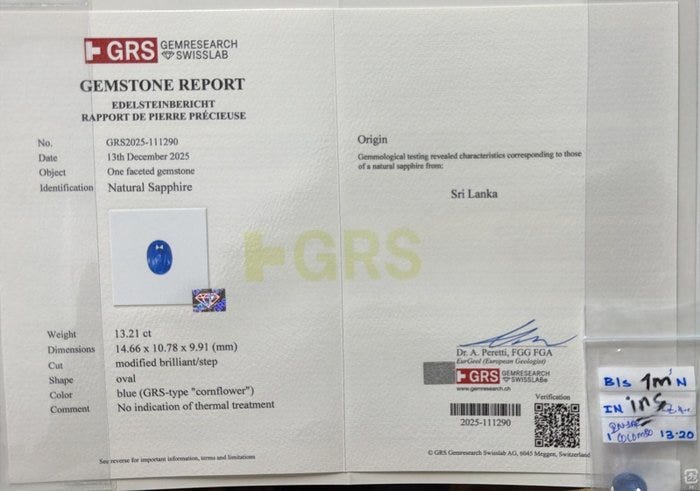 GRS GEMRESEARCH
SWISSLAB
GEMSTONE REPORT
EDELSTEINBERICHT
RAPPORT DE PIERRE PRÉCIEUSE
No. GRS2025-111290
Date 13th December 2025
Object One faceted gemstone
Identification Natural Sapphire
Weight 13.21 ct
Dimensions 14.66 x 10.78 x 9.91 (mm)
Cut modified brilliant/step
Shape oval
Color blue (GRS-type "cornflower")
Comment No indication of thermal treatment
See reverse for important information, terms and limitations
GRS
Origin
Gemmological testing revealed characteristics corresponding to those
of a natural sapphire from:
Sri Lanka
Dr. A. Peretti, FGG FGA
EurGeol (European Geologist)
GRS GEMRESEARCH
SWISSLAB®
www.gemresearch.ch
Verification
2025-111290
© GRS Gemresearch Swisslab AG, 6045 Meggen, Switzerland
B/s 1m'N
IN ins
COLOMBO 13.20